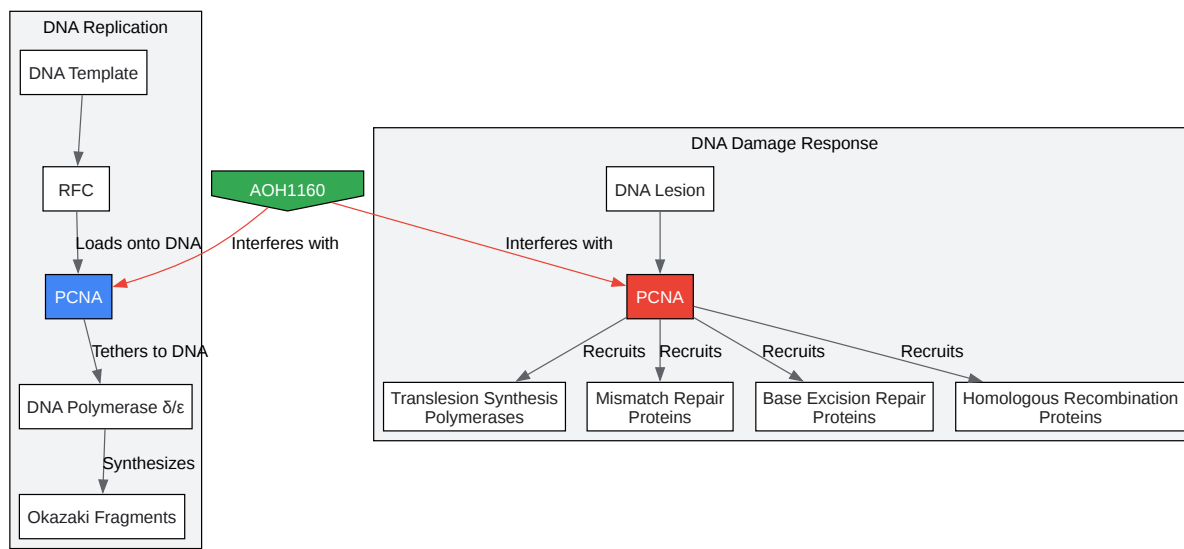 DNA Replication
DNA Template
RFC
Loads onto DNA
PCNA
Tethers to DNA
DNA Polymerase δ/ε
Synthesizes
Okazaki Fragments
AOH1160
Interferes with
Interferes with
DNA Damage Response
DNA Lesion
PCNA
Recruits
Recruits
Recruits
Recruits
Translesion Synthesis
Polymerases
Mismatch Repair
Proteins
Base Excision Repair
Proteins
Homologous Recombination
Proteins